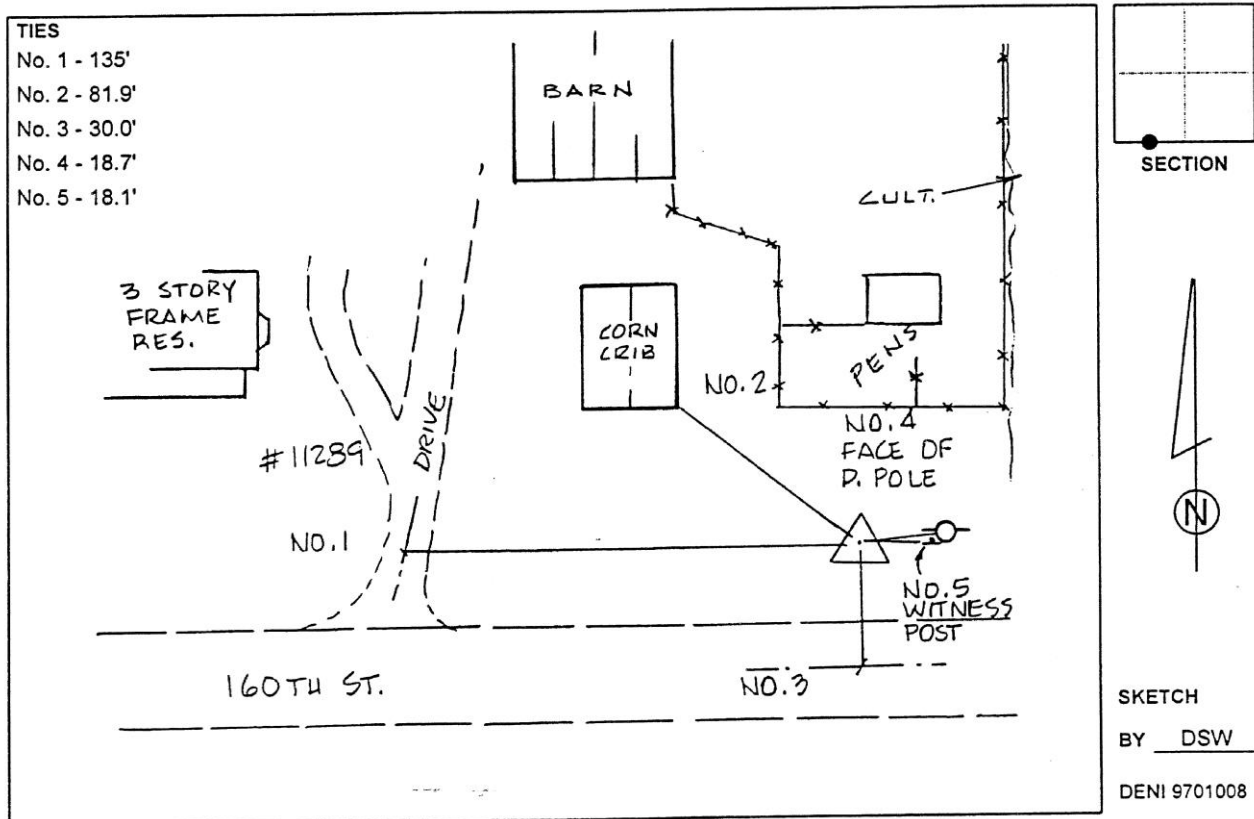 TIES
No. 1 - 135'
No. 2 - 81.9'
No. 3 - 30.0'
No. 4 - 18.7'
No. 5 - 18.1'
BARN
CULT.
SECTION
3 STORY
FRAME
RES.
CORN
CRIB
PENS
NO.2
DRIVE
NO.4
FACE OF
D. POLE
#11289
NO.1
N
NO.5
WITNESS
POST
160TH ST.
NO.3
SKETCH
BY DSW
DENI 9701008